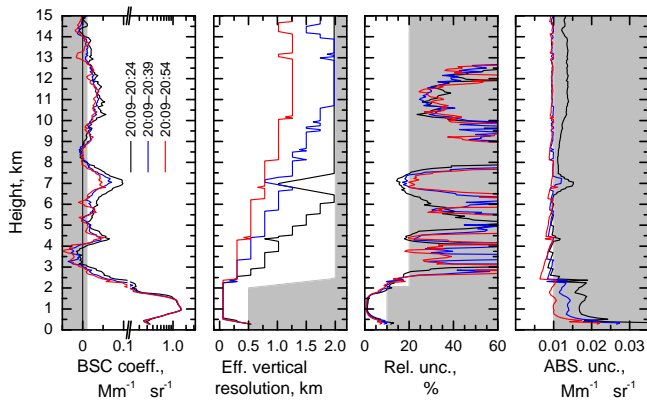 15
14
13
12
11
10
9
8
7
6
5
4
3
2
1
0
Height, km
20:09–20:24
20:09–20:39
20:09–20:54
0 0.1 1.0
0.0 0.5 1.0 1.5 2.0
0 20 40 60
0.01 0.02 0.03
BSC coeff.,
Mm⁻¹ sr⁻¹
Eff. vertical
resolution, km
Rel. unc.,
%
ABS. unc.,
Mm⁻¹ sr⁻¹